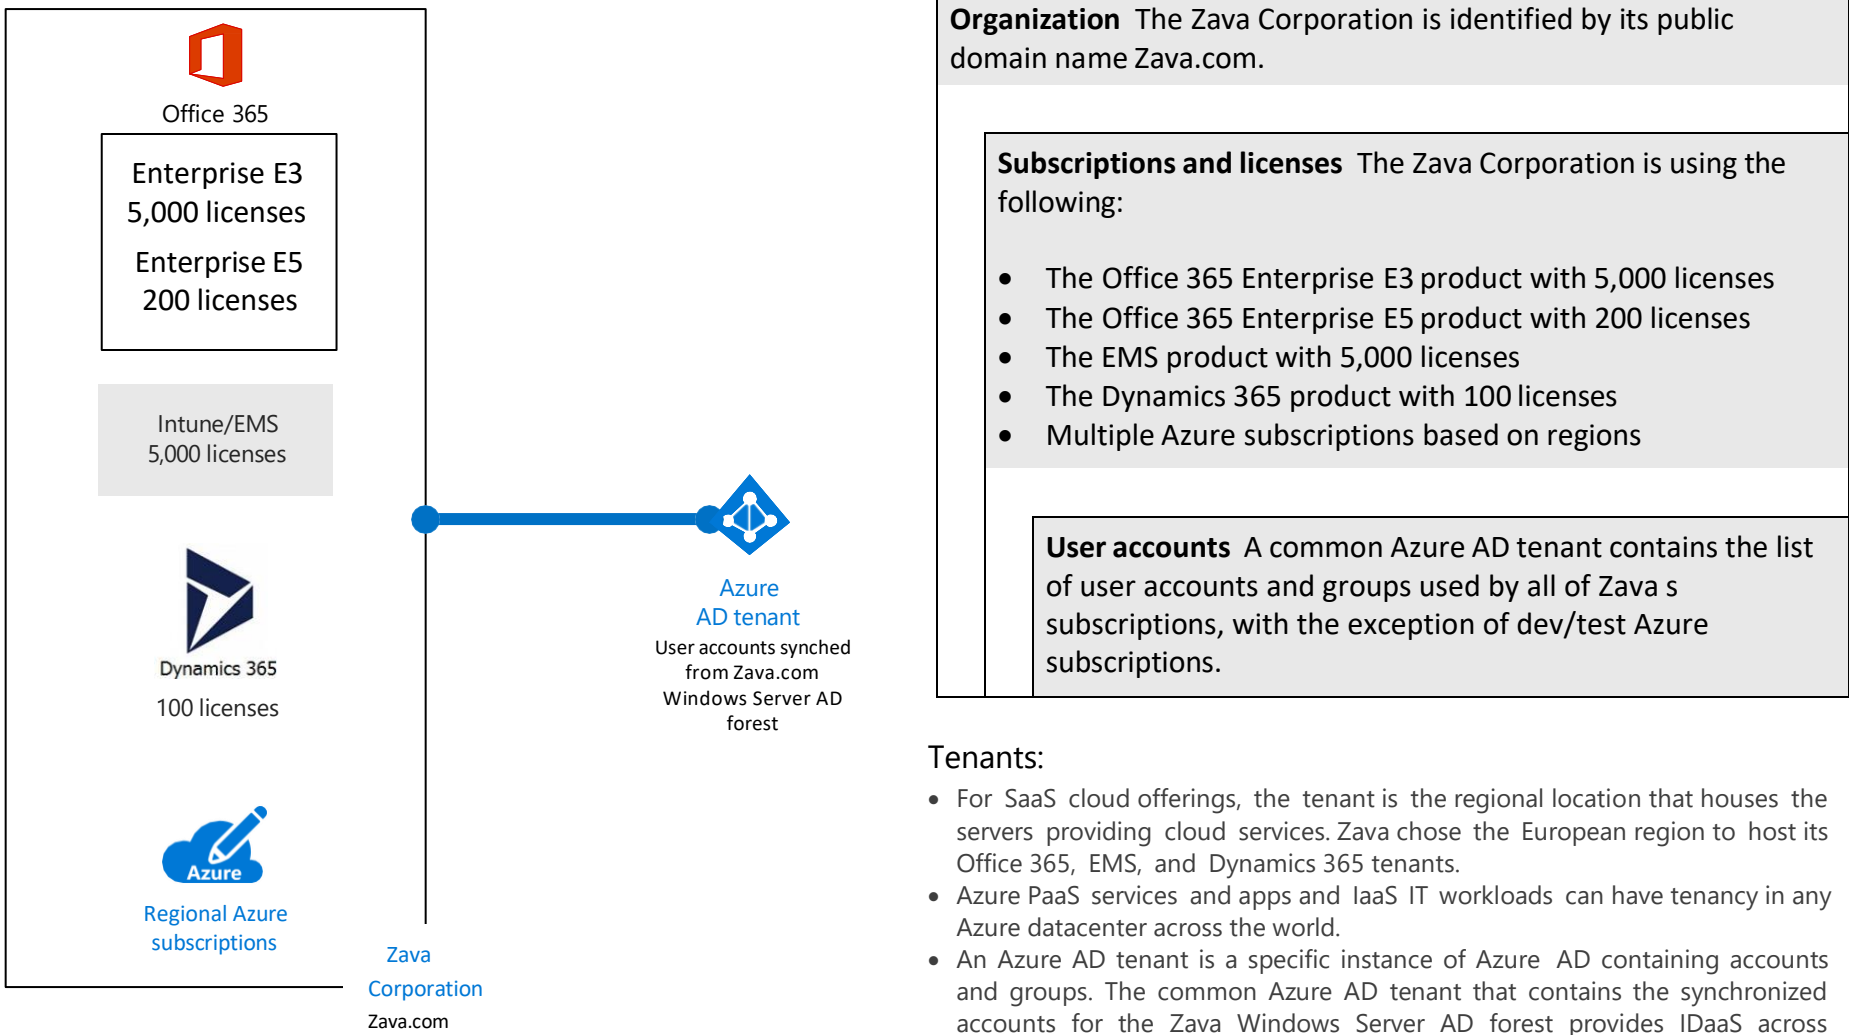 Office 365
Enterprise E3
5,000 licenses
Enterprise E5
200 licenses
Intune/EMS
5,000 licenses
Dynamics 365
100 licenses
Azure
Regional Azure
subscriptions
Zava
Corporation
Zava.com
Azure
AD tenant
User accounts synched
from Zava.com
Windows Server AD
forest
Organization The Zava Corporation is identified by its public
domain name Zava.com.
Subscriptions and licenses The Zava Corporation is using the
following:
• The Office 365 Enterprise E3 product with 5,000 licenses
• The Office 365 Enterprise E5 product with 200 licenses
• The EMS product with 5,000 licenses
• The Dynamics 365 product with 100 licenses
• Multiple Azure subscriptions based on regions
User accounts A common Azure AD tenant contains the list
of user accounts and groups used by all of Zava s
subscriptions, with the exception of dev/test Azure
subscriptions.
Tenants:
• For SaaS cloud offerings, the tenant is the regional location that houses the
servers providing cloud services. Zava chose the European region to host its
Office 365, EMS, and Dynamics 365 tenants.
• Azure PaaS services and apps and IaaS IT workloads can have tenancy in any
Azure datacenter across the world.
• An Azure AD tenant is a specific instance of Azure AD containing accounts
and groups. The common Azure AD tenant that contains the synchronized
accounts for the Zava Windows Server AD forest provides IDaaS across